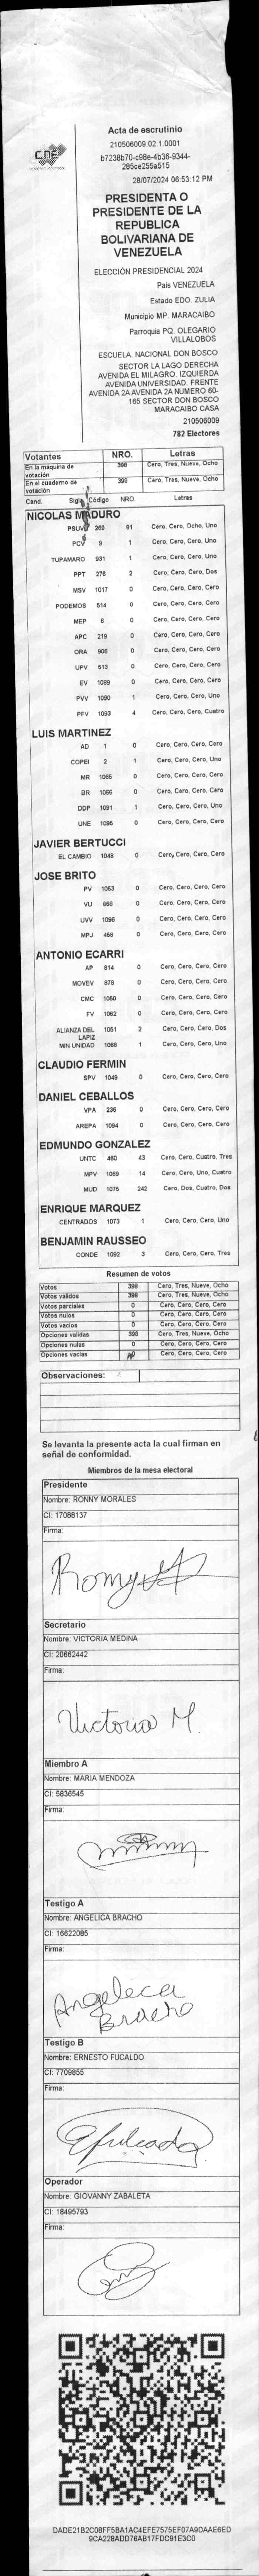 Acta de escrutinio
210506009.02.1.0001
b7238b70-c98e-4b36-9344-
285ce255a515
28/07/2024 06:53:12 PM
CNE
PRESIDENTA O
PRESIDENTE DE LA
REPUBLICA
BOLIVARIANA DE
VENEZUELA
ELECCIÓN PRESIDENCIAL 2024
Pais VENEZUELA
Estado EDO. ZULIA
Municipio MP. MARACAIBO
Parroquia PQ. OLEGARIO
VILLALOBOS
ESCUELA. NACIONAL DON BOSCO
SECTOR LA LAGO DERECHA
AVENIDA EL MILAGRO. IZQUIERDA
AVENIDA UNIVERSIDAD. FRENTE
AVENIDA 2A AVENIDA 2A NUMERO 60-
165 SECTOR DON BOSCO
MARACAIBO CASA
210506009
782 Electores
Votantes NRO. Letras
En la máquina de votación 398 Cero, Tres, Nueve, Ocho
En el cuaderno de votación 398 Cero, Tres, Nueve, Ocho
Cand. Sigla Código NRO. Letras
NICOLAS MADURO
PSUV 269 81 Cero, Cero, Ocho, Uno
PCV 9 1 Cero, Cero, Cero, Uno
TUPAMARO 931 1 Cero, Cero, Cero, Uno
PPT 276 2 Cero, Cero, Cero, Dos
MSV 1017 0 Cero, Cero, Cero, Cero
PODEMOS 514 0 Cero, Cero, Cero, Cero
MEP 6 0 Cero, Cero, Cero, Cero
APC 219 0 Cero, Cero, Cero, Cero
ORA 906 0 Cero, Cero, Cero, Cero
UPV 513 0 Cero, Cero, Cero, Cero
EV 1099 0 Cero, Cero, Cero, Cero
PVV 1090 1 Cero, Cero, Cero, Uno
PFV 1093 4 Cero, Cero, Cero, Cuatro
LUIS MARTINEZ
AD 1 0 Cero, Cero, Cero, Cero
COPEI 2 1 Cero, Cero, Cero, Uno
MR 1065 0 Cero, Cero, Cero, Cero
BR 1066 0 Cero, Cero, Cero, Cero
DDP 1091 1 Cero, Cero, Cero, Uno
UNE 1095 0 Cero, Cero, Cero, Cero
JAVIER BERTUCCI
EL CAMBIO 1048 0 Cero, Cero, Cero, Cero
JOSE BRITO
PV 1053 0 Cero, Cero, Cero, Cero
VU 868 0 Cero, Cero, Cero, Cero
UVV 1096 0 Cero, Cero, Cero, Cero
MPJ 458 0 Cero, Cero, Cero, Cero
ANTONIO ECARRI
AP 814 0 Cero, Cero, Cero, Cero
MOVEV 878 0 Cero, Cero, Cero, Cero
CMC 1050 0 Cero, Cero, Cero, Cero
FV 1052 0 Cero, Cero, Cero, Cero
ALIANZA DEL LAPIZ 1051 2 Cero, Cero, Cero, Dos
MIN UNIDAD 1068 1 Cero, Cero, Cero, Uno
CLAUDIO FERMIN
SPV 1049 0 Cero, Cero, Cero, Cero
DANIEL CEBALLOS
VPA 236 0 Cero, Cero, Cero, Cero
AREPA 1094 0 Cero, Cero, Cero, Cero
EDMUNDO GONZALEZ
UNTC 460 43 Cero, Cero, Cuatro, Tres
MPV 1069 14 Cero, Cero, Uno, Cuatro
MUD 1075 242 Cero, Dos, Cuatro, Dos
ENRIQUE MARQUEZ
CENTRADOS 1073 1 Cero, Cero, Cero, Uno
BENJAMIN RAUSSEO
CONDE 1092 3 Cero, Cero, Cero, Tres
Resumen de votos
Votos 398 Cero, Tres, Nueve, Ocho
Votos validos 398 Cero, Tres, Nueve, Ocho
Votos parciales 0 Cero, Cero, Cero, Cero
Votos nulos 0 Cero, Cero, Cero, Cero
Votos vacíos 0 Cero, Cero, Cero, Cero
Opciones validas 398 Cero, Tres, Nueve, Ocho
Opciones nulas 0 Cero, Cero, Cero, Cero
Opciones vacias 0 Cero, Cero, Cero, Cero
Observaciones:
Se levanta la presente acta la cual firman en
señal de conformidad.
Miembros de la mesa electoral
Presidente
Nombre: RONNY MORALES
CI: 17088137
Firma:
Secretario
Nombre: VICTORIA MEDINA
CI: 20662442
Firma:
Victoria M.
Miembro A
Nombre: MARIA MENDOZA
CI: 5836545
Firma:
Testigo A
Nombre: ANGELICA BRACHO
CI: 16622085
Firma:
Angeleca
Bracho
Testigo B
Nombre: ERNESTO FUCALDO
CI: 7709855
Firma:
Operador
Nombre: GIOVANNY ZABALETA
CI: 18495793
Firma:
DADE21B2C08FF5BA1AC4EFE7575EF07A9DAAE6ED
9CA228ADD76AB17FDC91E3C0